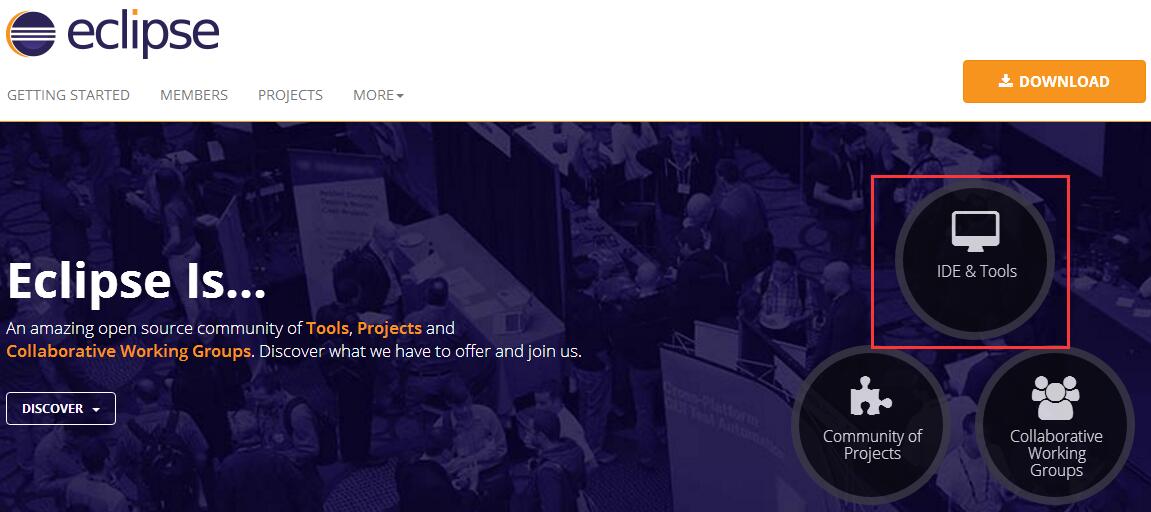 eclipse
GETTING STARTED
MEMBERS
PROJECTS
MORE
DOWNLOAD
IDE & Tools
Eclipse Is...
An amazing open source community of Tools, Projects and
Collaborative Working Groups. Discover what we have to offer and join us.
DISCOVER
Community of
Projects
Collaborative
Working
Groups